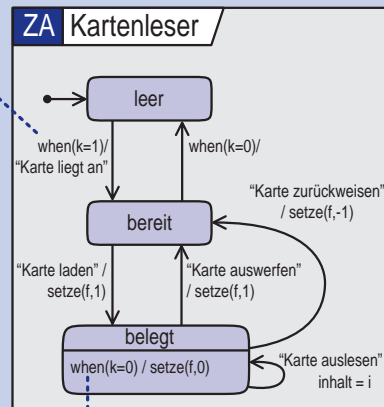 ZA Kartenleser
leer
when(k=1)/
“Karte liegt an”
when(k=0)/
“Karte zurückweisen”
/ setze(f,-1)
bereit
“Karte laden” /
setze(f,1)
“Karte auswerfen”
/ setze(f,1)
belegt
when(k=0) / setze(f,0)
“Karte auslesen”
inhalt = i